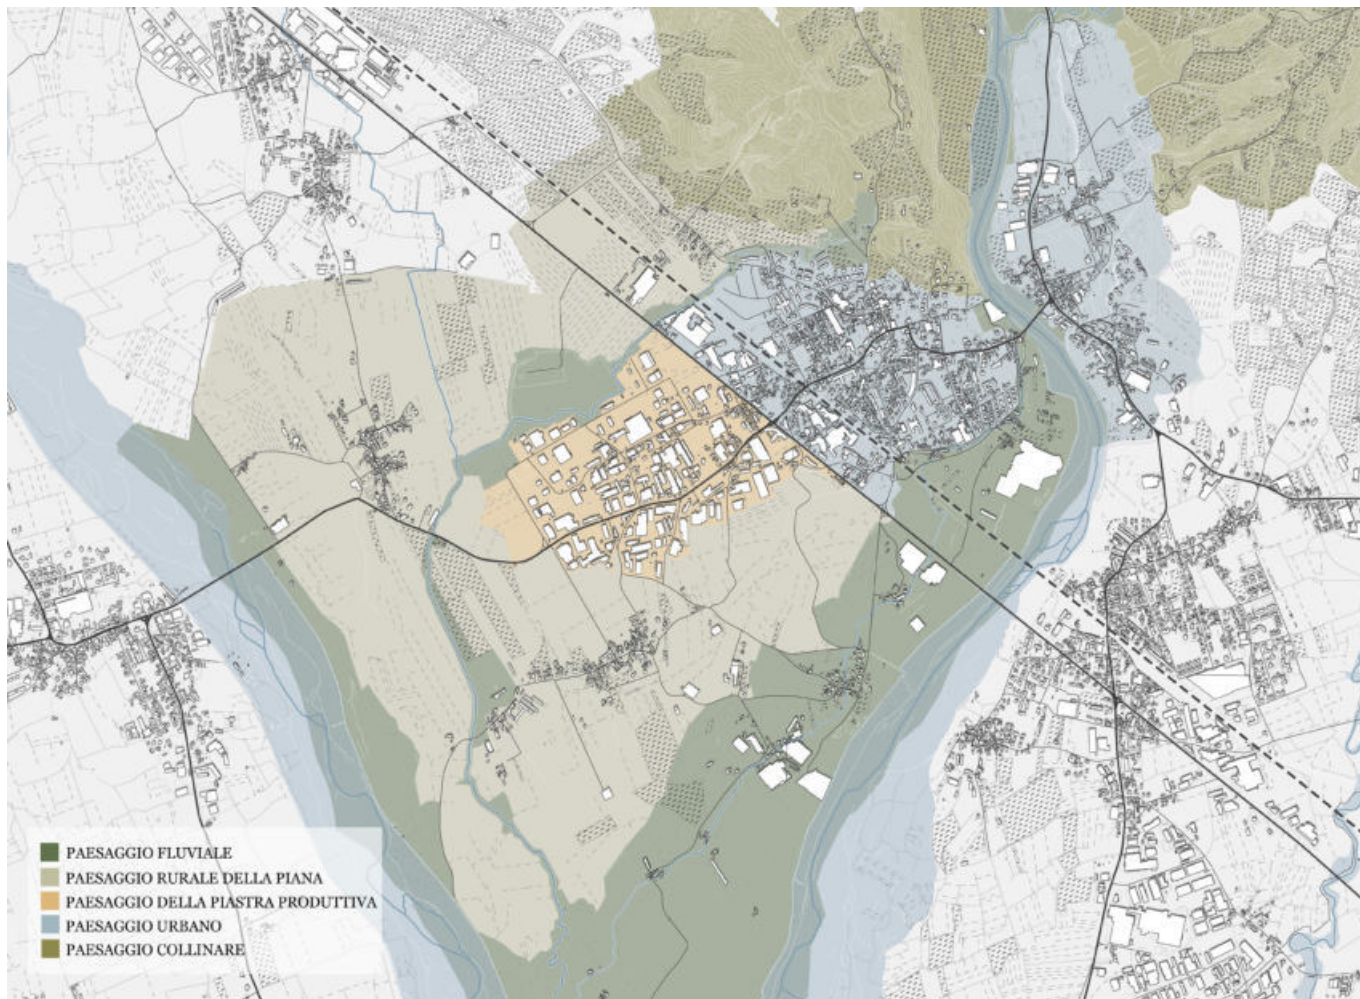 PAESAGGIO FLUVIALE
PAESAGGIO RURALE DELLA PIANA
PAESAGGIO DELLA PIASTRA PRODUTTIVA
PAESAGGIO URBANO
PAESAGGIO COLLINARE